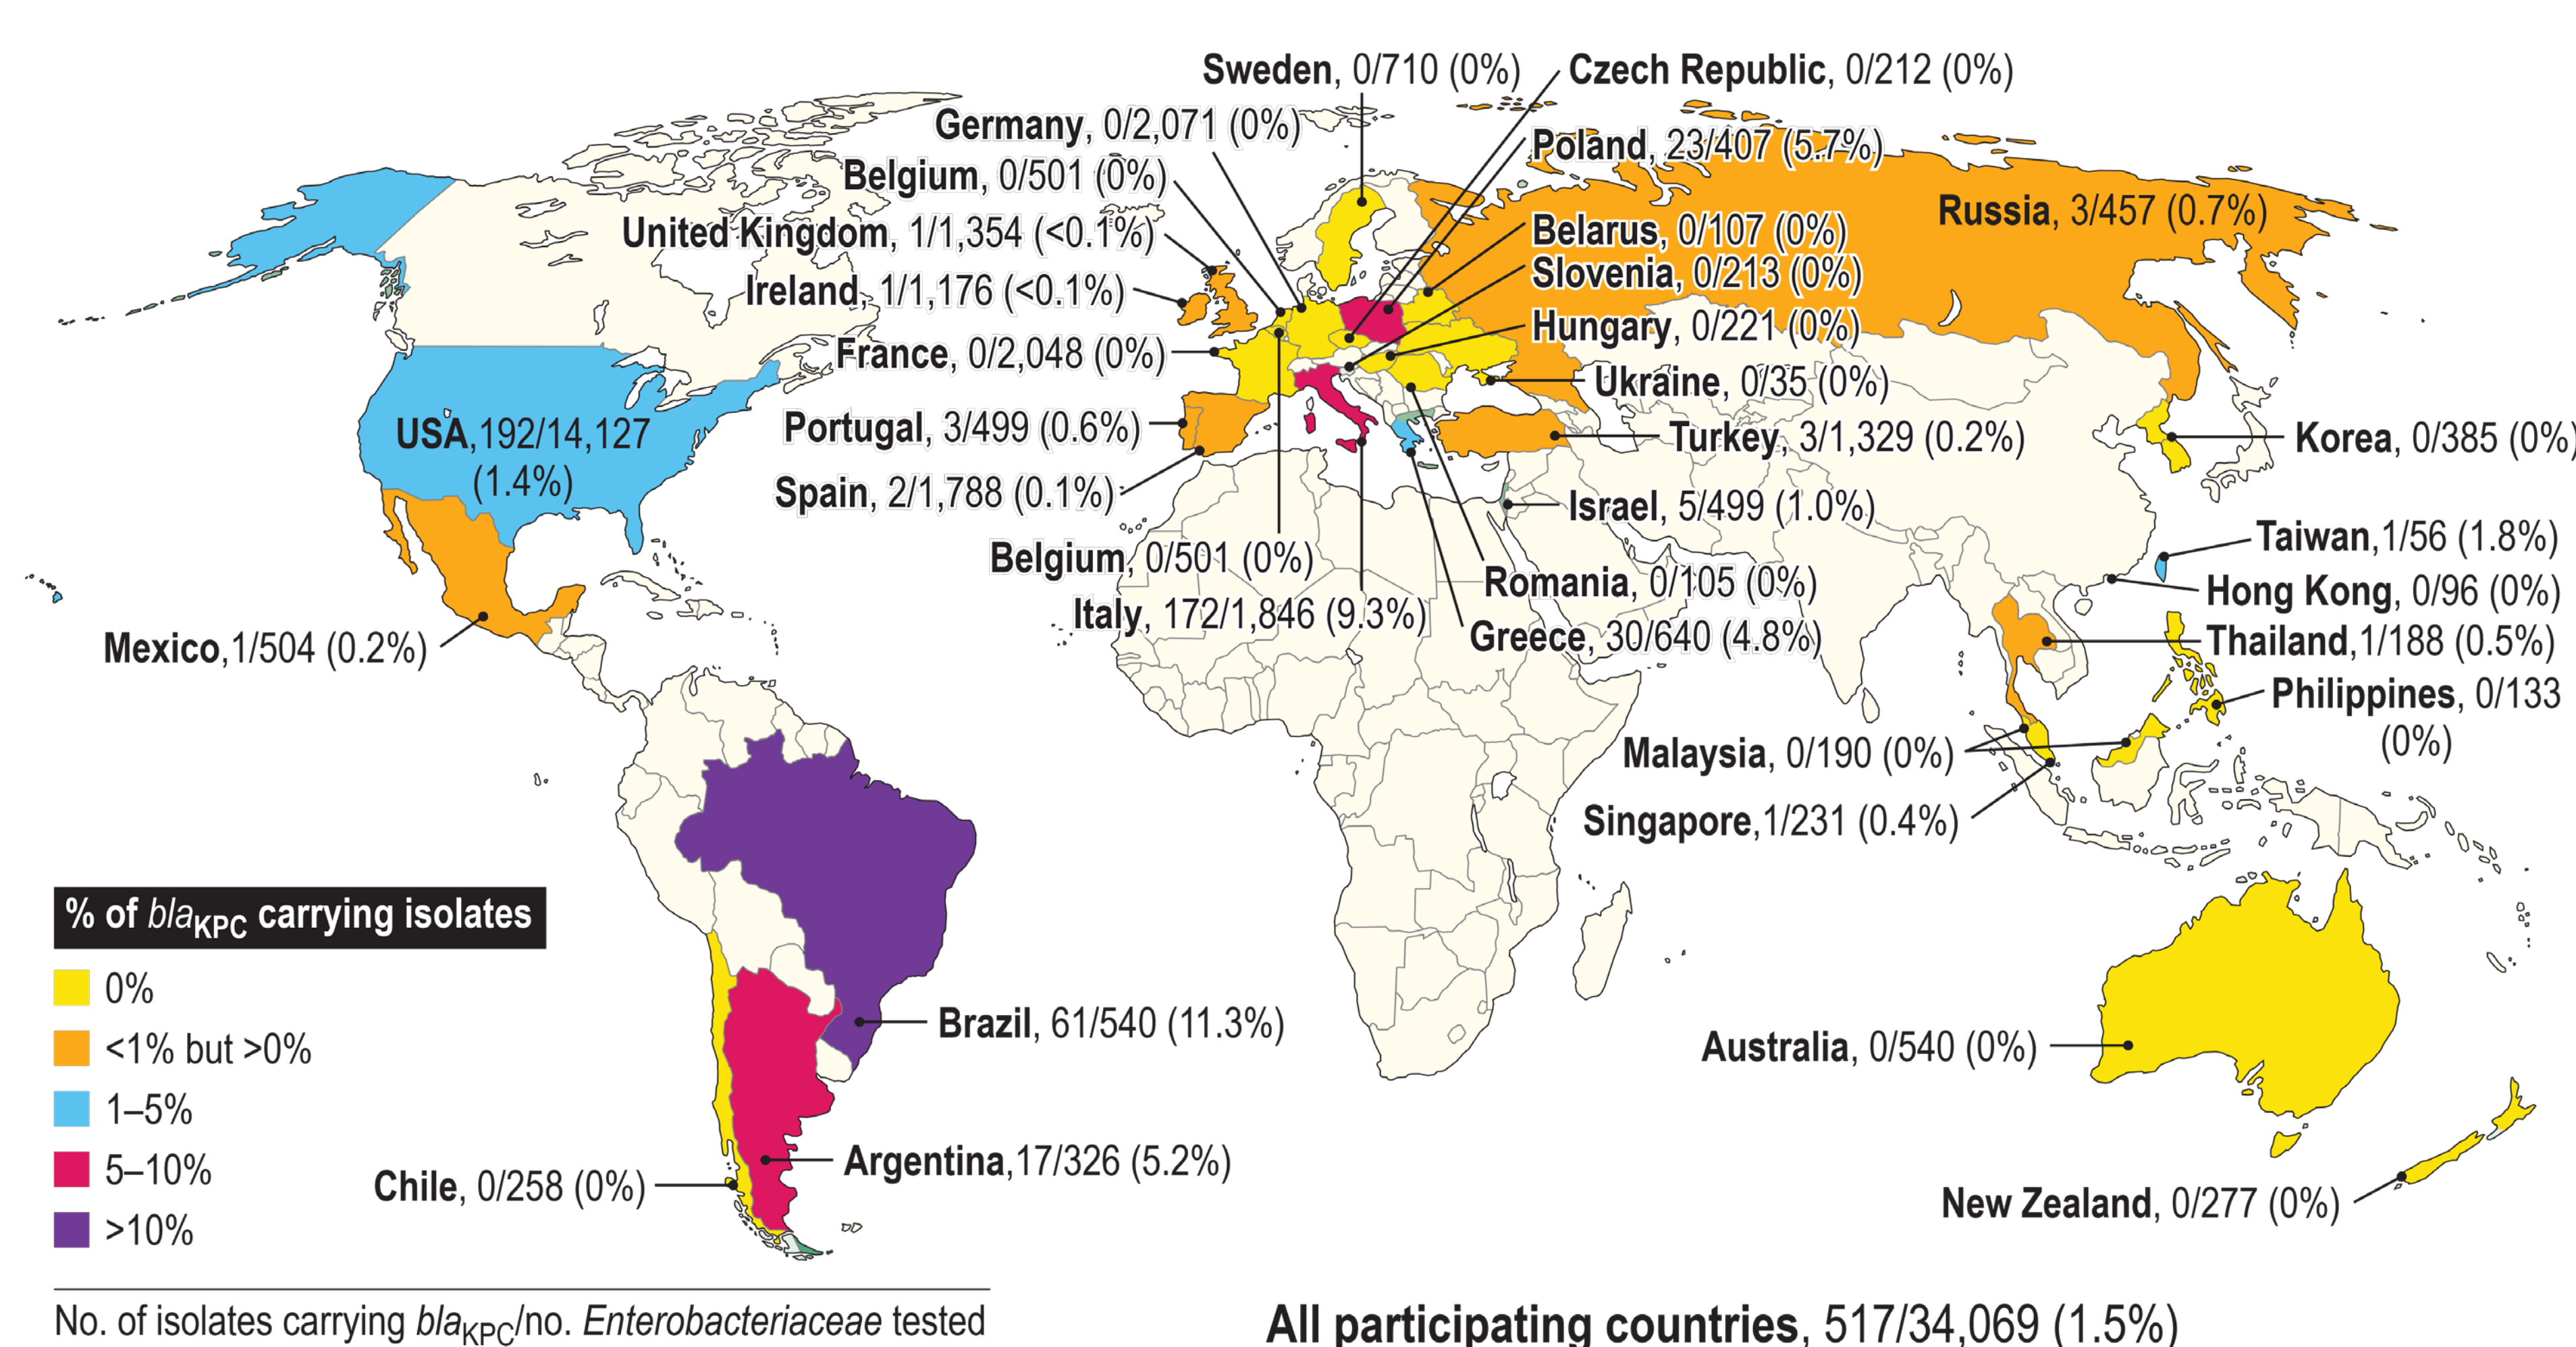 Sweden, 0/710 (0%)
Czech Republic, 0/212 (0%)
Germany, 0/2,071 (0%)
Poland, 23/407 (5.7%)
Belgium, 0/501 (0%)
Russia, 3/457 (0.7%)
United Kingdom, 1/1,354 (<0.1%)
Belarus, 0/107 (0%)
Slovenia, 0/213 (0%)
Ireland, 1/1,176 (<0.1%)
Hungary, 0/221 (0%)
France, 0/2,048 (0%)
Ukraine, 0/35 (0%)
USA,192/14,127
(1.4%)
Portugal, 3/499 (0.6%)
Turkey, 3/1,329 (0.2%)
Korea, 0/385 (0%)
Spain, 2/1,788 (0.1%)
Israel, 5/499 (1.0%)
Taiwan,1/56 (1.8%)
Belgium, 0/501 (0%)
Romania, 0/105 (0%)
Hong Kong, 0/96 (0%)
Italy, 172/1,846 (9.3%)
Greece, 30/640 (4.8%)
Thailand,1/188 (0.5%)
Mexico,1/504 (0.2%)
Philippines, 0/133
(0%)
Malaysia, 0/190 (0%)
Singapore,1/231 (0.4%)
% of blaKPC carrying isolates
0%
<1% but >0%
1–5%
5–10%
>10%
Brazil, 61/540 (11.3%)
Australia, 0/540 (0%)
Argentina,17/326 (5.2%)
Chile, 0/258 (0%)
New Zealand, 0/277 (0%)
No. of isolates carrying blaKPC/no. Enterobacteriaceae tested
All participating countries, 517/34,069 (1.5%)